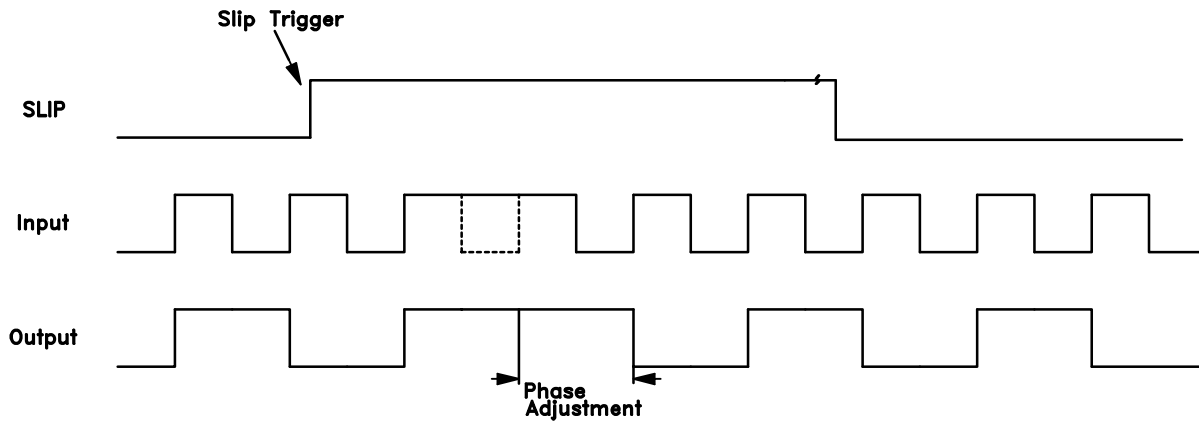 Slip Trigger
SLIP
Input
Output
Phase
Adjustment